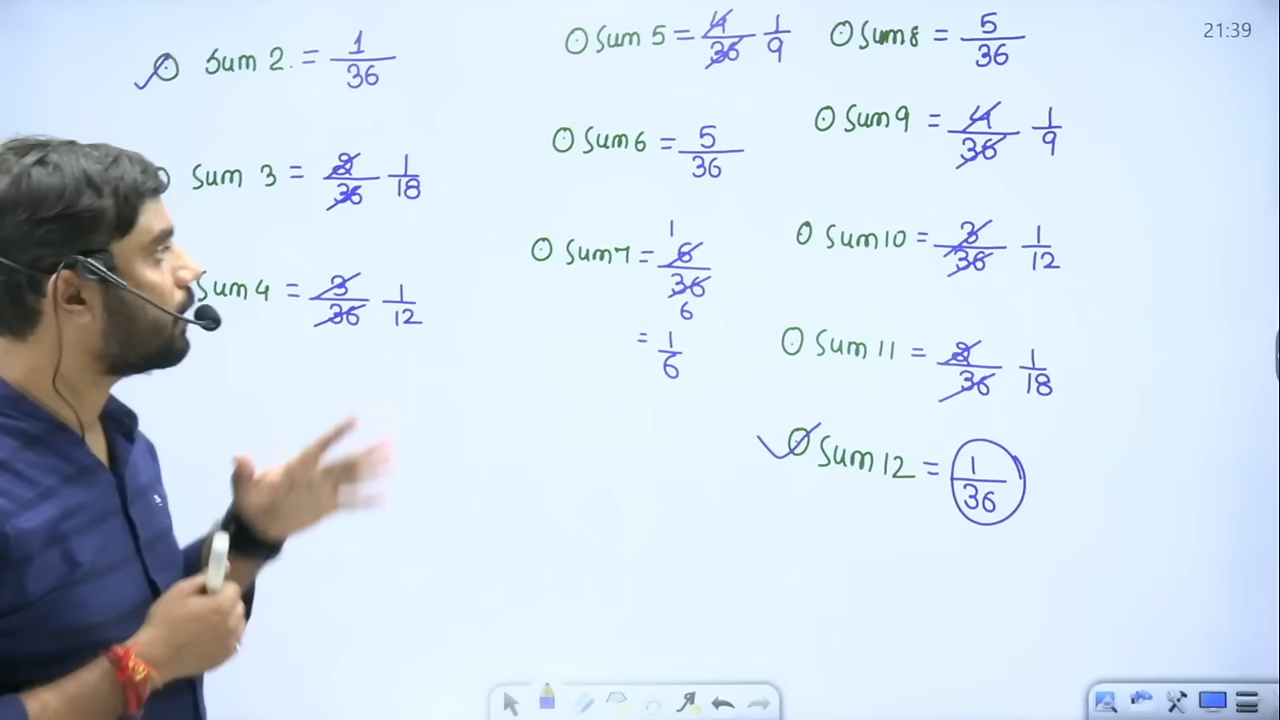 Sum 2. = 1/36
Sum 3 = 2/36 1/18
Sum 4 = 3/36 1/12
Sum 5 = 4/36 1/9
Sum 6 = 5/36
Sum 7 = 6/36 1 6
= 1/6
Sum 8 = 5/36
Sum 9 = 4/36 1/9
Sum 10 = 3/36 1/12
Sum 11 = 2/36 1/18
Sum 12 = 1/36
21:39